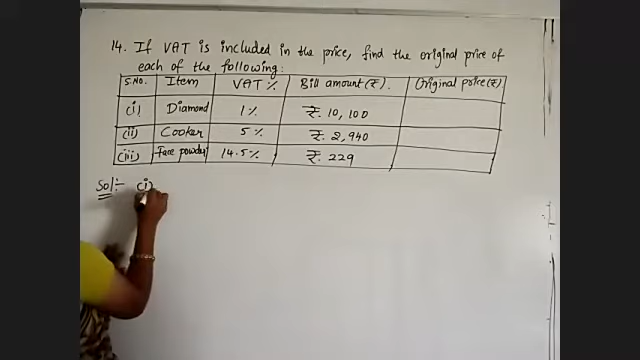 14. If VAT is included in the price, find the original price of
each of the following:
S.No. Item VAT % Bill amount (₹). Original price (₹).
(i) Diamond 1% ₹. 10,100
(ii) Cooker 5% ₹. 2,940
(iii) Face powder 14.5% ₹. 229
Sol:- (i)